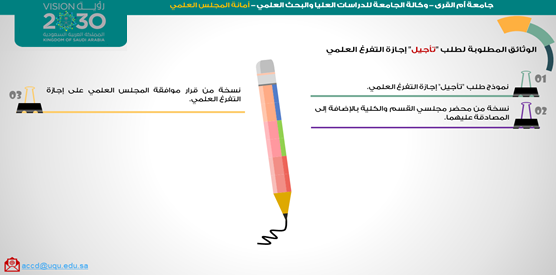 جامعة أم القرى – وكالة الجامعة للدراسات العليا والبحث العلمي – أمانة المجلس العلمي
VISION رؤية
2030
المملكة العربية السعودية
KINGDOM OF SAUDI ARABIA
الوثائق المطلوبة لطلب "تأجيل" إجازة التفرغ العلمي
01
نموذج طلب "تأجيل" إجازة التفرغ العلمي.
02
نسخة من محضر مجلسي القسم والكلية بالإضافة إلى
المصادقة عليهما.
03
نسخة من قرار موافقة المجلس العلمي على إجازة
التفرغ العلمي.
accd@uqu.edu.sa